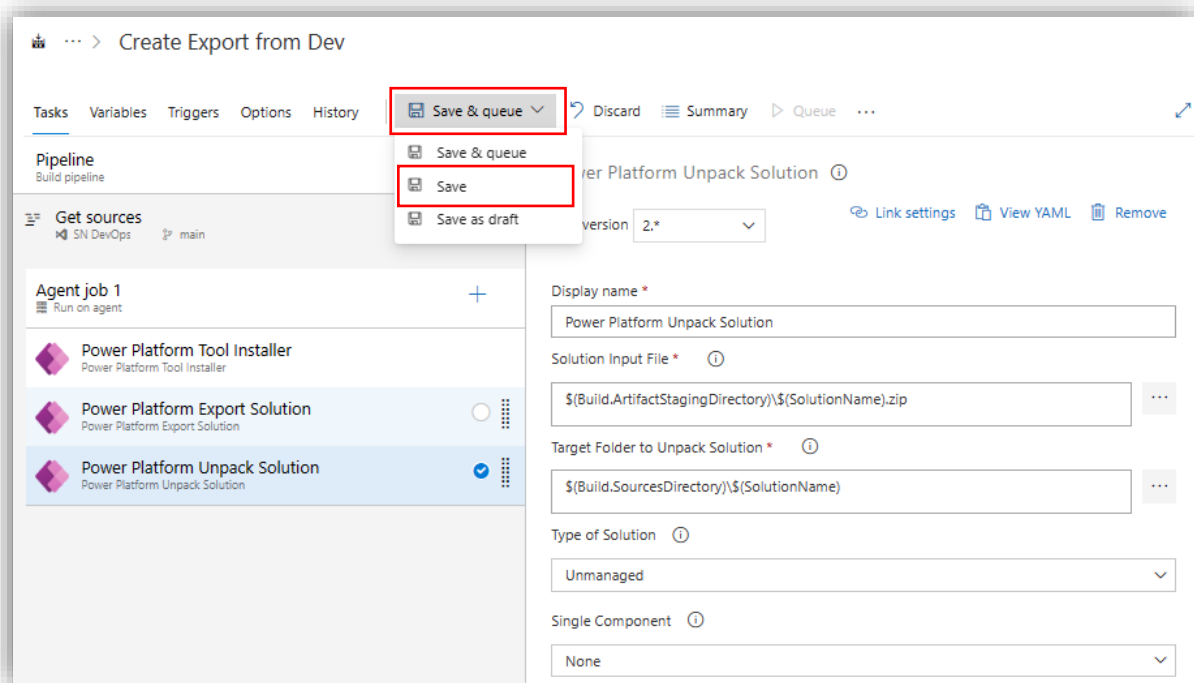 ··· > Create Export from Dev
Tasks Variables Triggers Options History Save & queue Discard Summary Queue ···
Save & queue
Save
Save as draft
Pipeline
Build pipeline
Get sources
SN DevOps main
Agent job 1
Run on agent
Power Platform Tool Installer
Power Platform Tool Installer
Power Platform Export Solution
Power Platform Export Solution
Power Platform Unpack Solution
Power Platform Unpack Solution
er Platform Unpack Solution
version 2.*
Link settings View YAML Remove
Display name *
Power Platform Unpack Solution
Solution Input File *
$(Build.ArtifactStagingDirectory)\$(SolutionName).zip
···
Target Folder to Unpack Solution *
$(Build.SourcesDirectory)\$(SolutionName)
···
Type of Solution
Unmanaged
Single Component
None